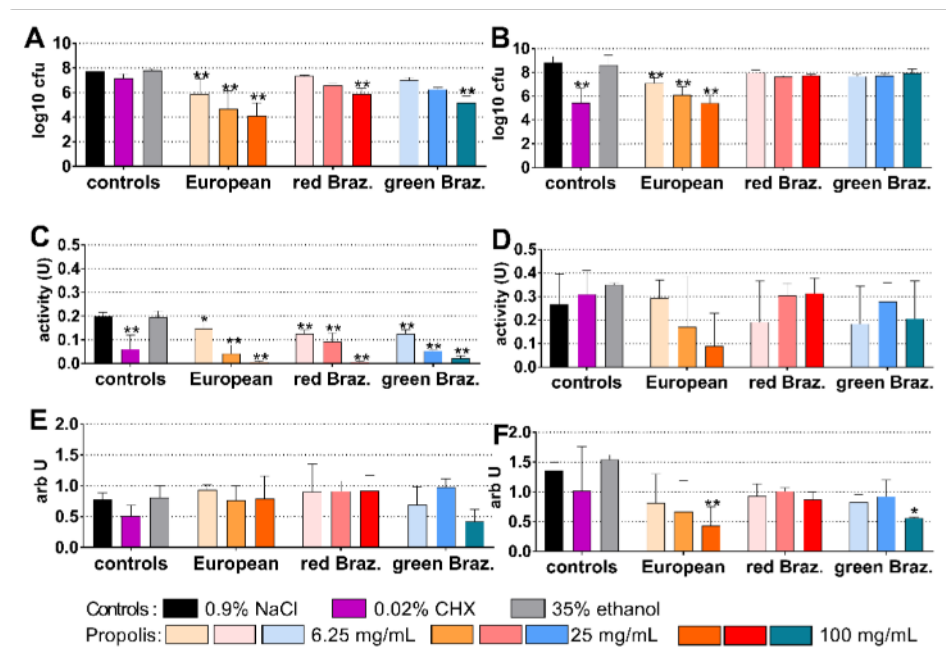 A
10
8
6
4
2
0
log10 cfu
**
**
**
**
**
controls European red Braz. green Braz.
B
10
8
6
4
2
0
log10 cfu
**
**
**
**
controls European red Braz. green Braz.
C
0.5
0.4
0.3
0.2
0.1
0.0
activity (U)
**
*
**
**
**
**
**
**
**
**
controls European red Braz. green Braz.
D
0.5
0.4
0.3
0.2
0.1
0.0
activity (U)
controls European red Braz. green Braz.
E
2.0
1.5
1.0
0.5
0.0
arb U
controls European red Braz. green Braz.
F
2.0
1.5
1.0
0.5
0.0
arb U
**
*
controls European red Braz. green Braz.
Controls : 0.9% NaCl 0.02% CHX 35% ethanol
Propolis: 6.25 mg/mL 25 mg/mL 100 mg/mL